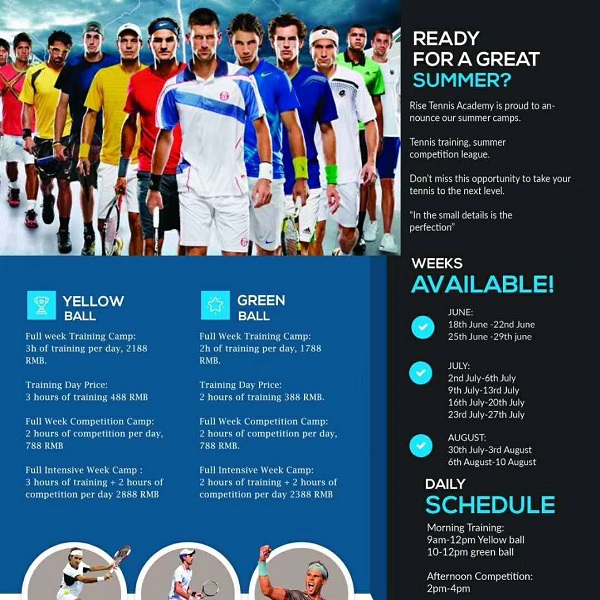 READY
FOR A GREAT
SUMMER?
Rise Tennis Academy is proud to an-
nounce our summer camps.
Tennis training, summer
competition league.
Don't miss this opportunity to take your
tennis to the next level.
"In the small details is the
perfection"
WEEKS
AVAILABLE!
JUNE:
18th June -22nd June
25th June -29th june
JULY:
2nd July-6th July
9th July-13rd July
16th July-20th July
23rd July-27th July
AUGUST:
30th July-3rd August
6th August-10 August
DAILY
SCHEDULE
Morning Training:
9am-12pm Yellow ball
10-12pm green ball
Afternoon Competition:
2pm-4pm
YELLOW
BALL
Full week Training Camp:
3h of training per day, 2188
RMB.
Training Day Price:
3 hours of training 488 RMB
Full Week Competition Camp:
2 hours of competition per day,
788 RMB
Full Intensive Week Camp :
3 hours of training + 2 hours of
competition per day 2888 RMB
GREEN
BALL
Full Week Training Camp:
2h of training per day, 1788
RMB.
Training Day Price:
2 hours of training 388 RMB.
Full Week Competition Camp:
2 hours of competition per day,
788 RMB.
Full Intensive Week Camp:
2 hours of training + 2 hours of
competition per day 2388 RMB